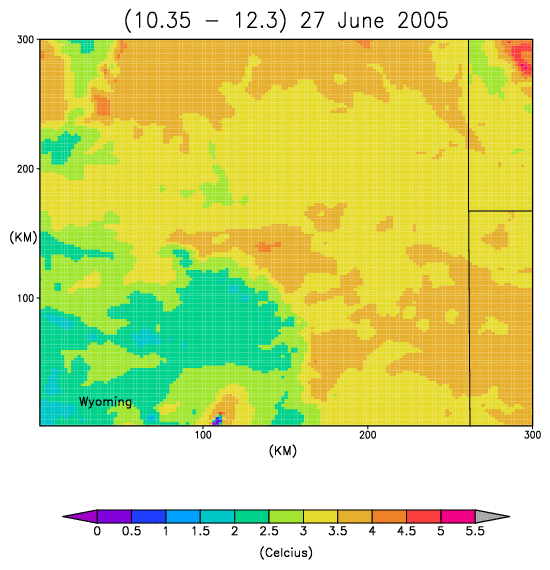 (10.35 − 12.3) 27 June 2005
300
200
(KM)
100
Wyoming
100 200 300
(KM)
0 0.5 1 1.5 2 2.5 3 3.5 4 4.5 5 5.5
(Celcius)